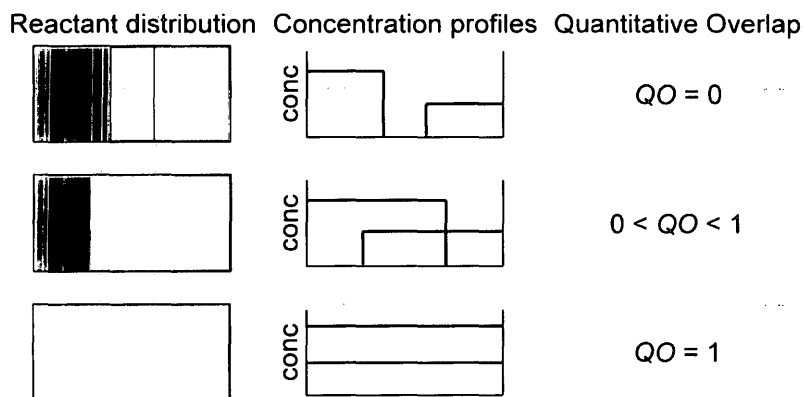 Reactant distribution Concentration profiles Quantitative Overlap
conc
QO = 0
conc
0 < QO < 1
conc
QO = 1